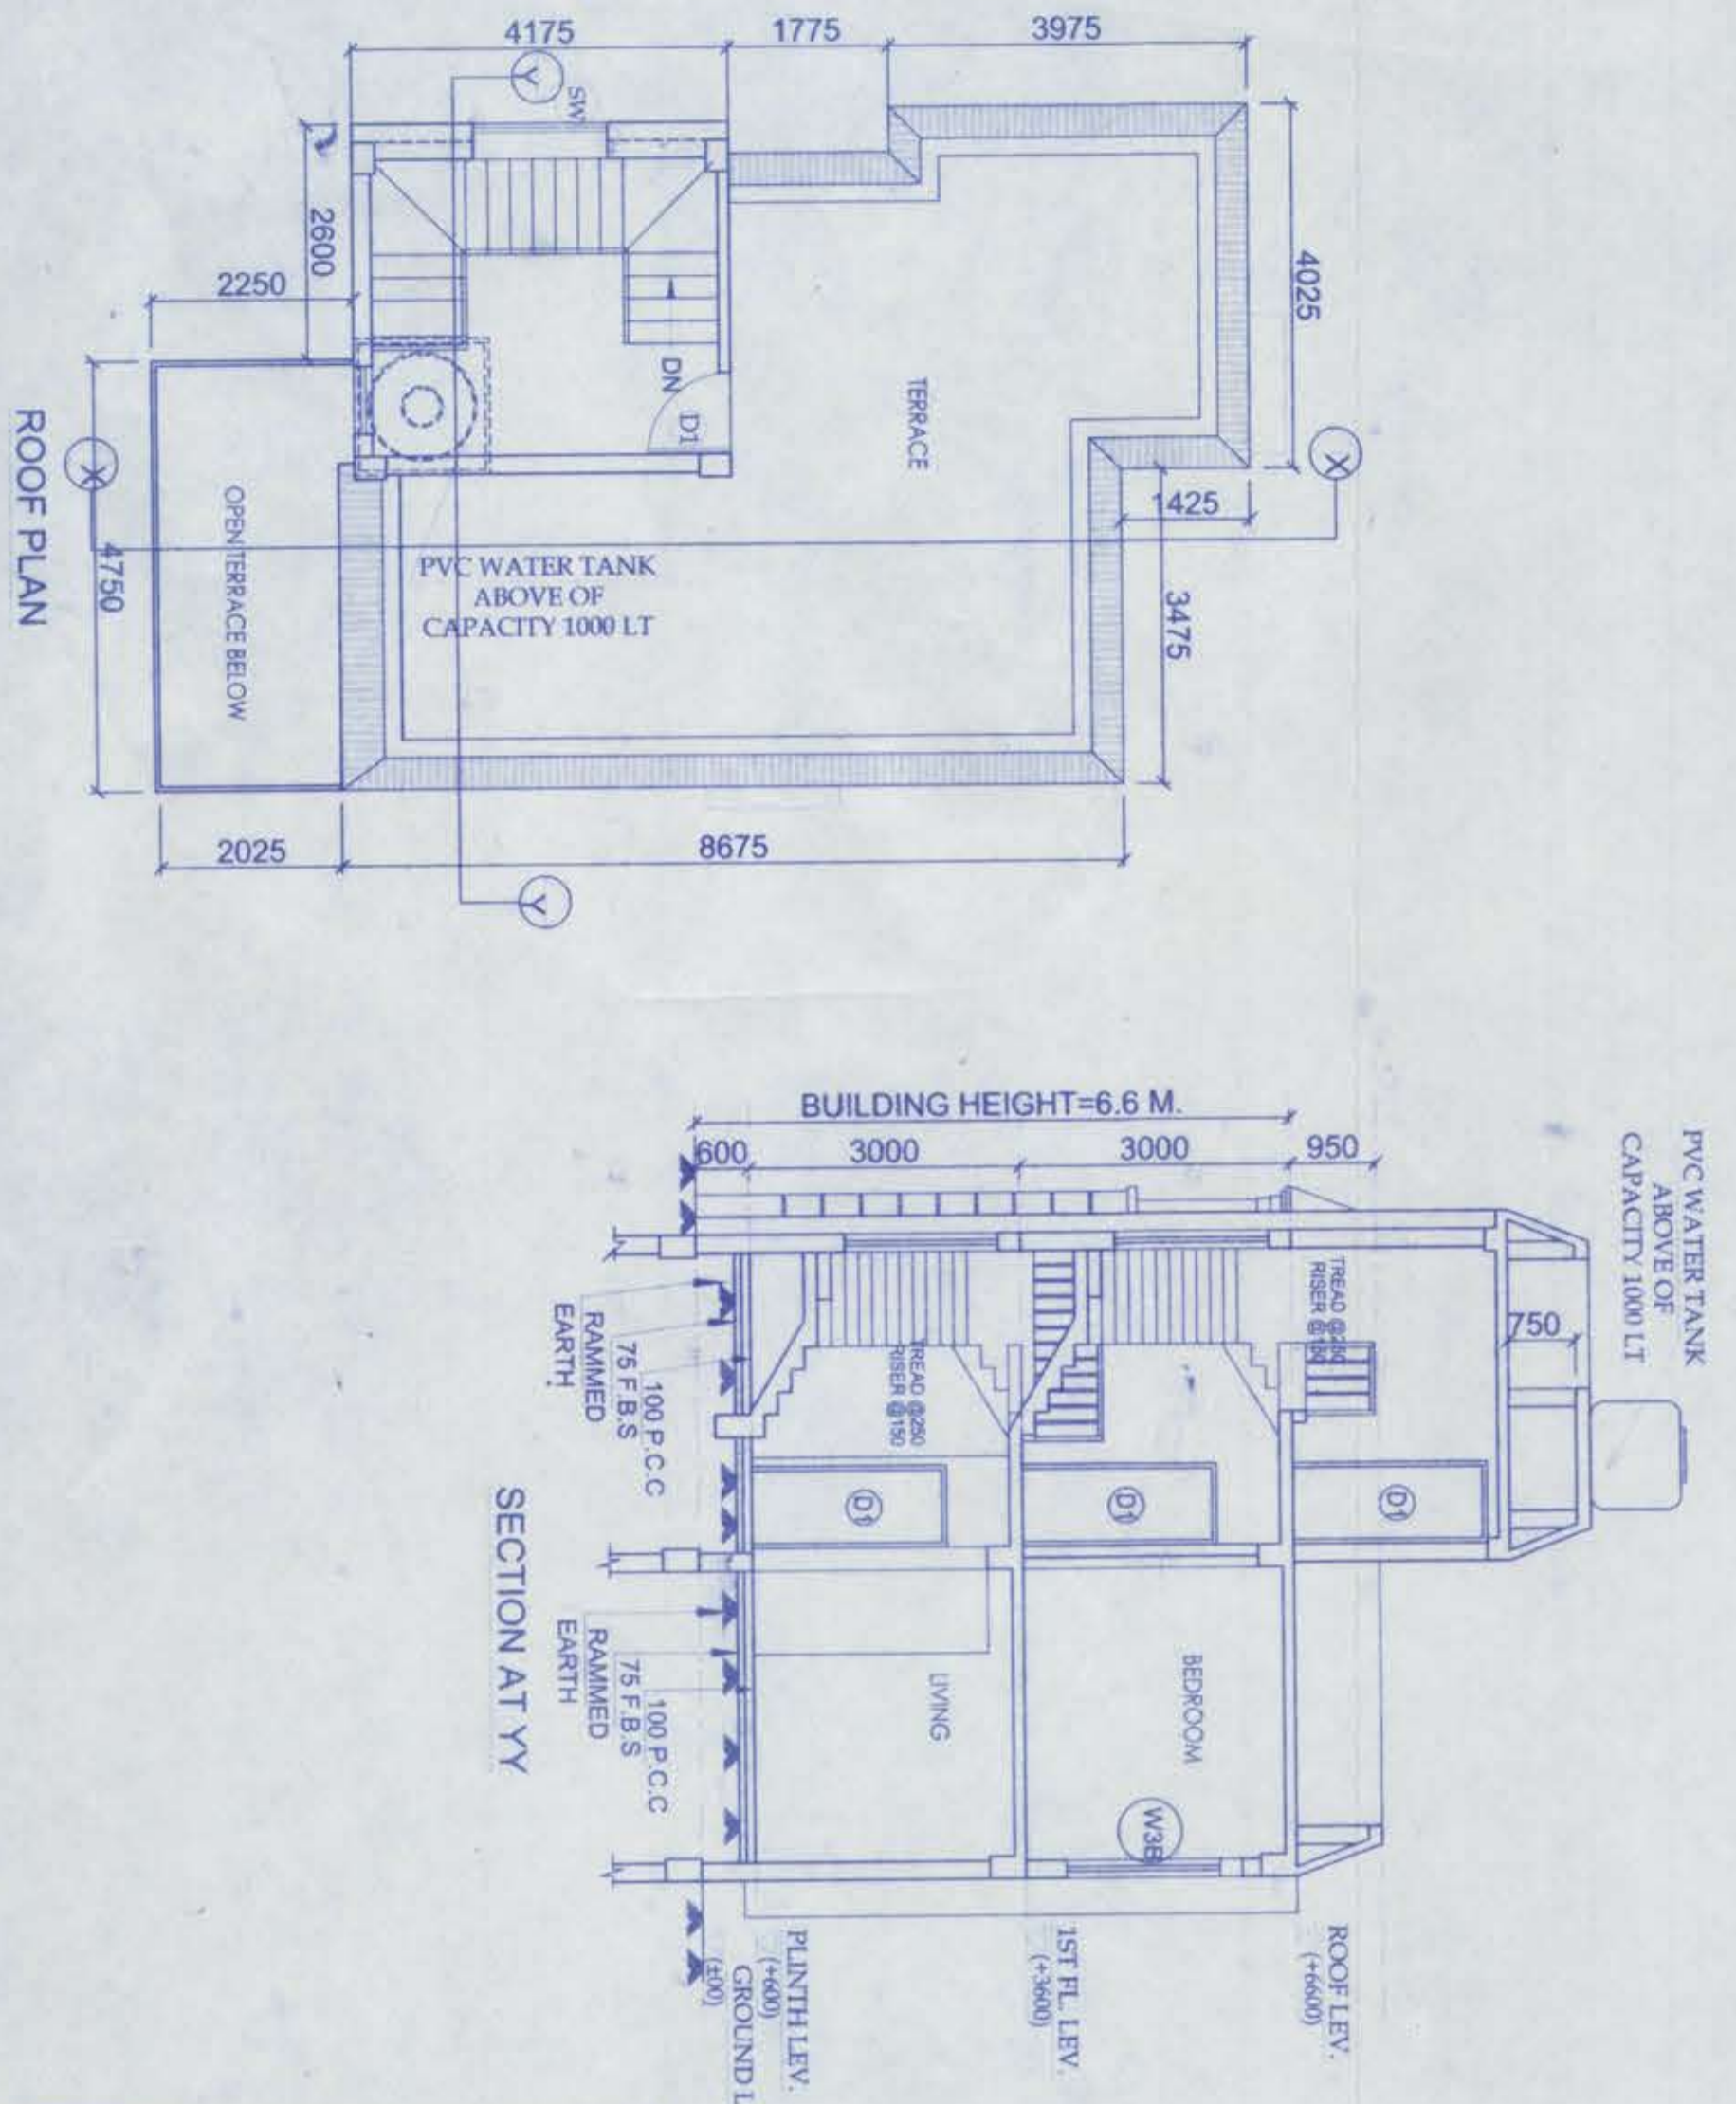 4175
1775
3975
Y
SW
2600
2250
4025
DN
D1
TERRACE
X
X
1425
4750
OPEN TERRACE BELOW
PVC WATER TANK
ABOVE OF
CAPACITY 1000 LT
3475
2025
8675
Y
ROOF PLAN
BUILDING HEIGHT=6.6 M.
600
3000
3000
950
PVC WATER TANK
ABOVE OF
CAPACITY 1000 LT
750
TREAD @250
RISER @150
TREAD @250
RISER @150
RAMMED
EARTH
75 F.B.S
100 P.C.C
D1
D1
D1
LIVING
BEDROOM
W3B
RAMMED
EARTH
75 F.B.S
100 P.C.C
SECTION AT YY
ROOF LEV.
(+6600)
1ST FL. LEV.
(+3600)
PLINTH LEV.
(+600)
GROUND L
(±00)